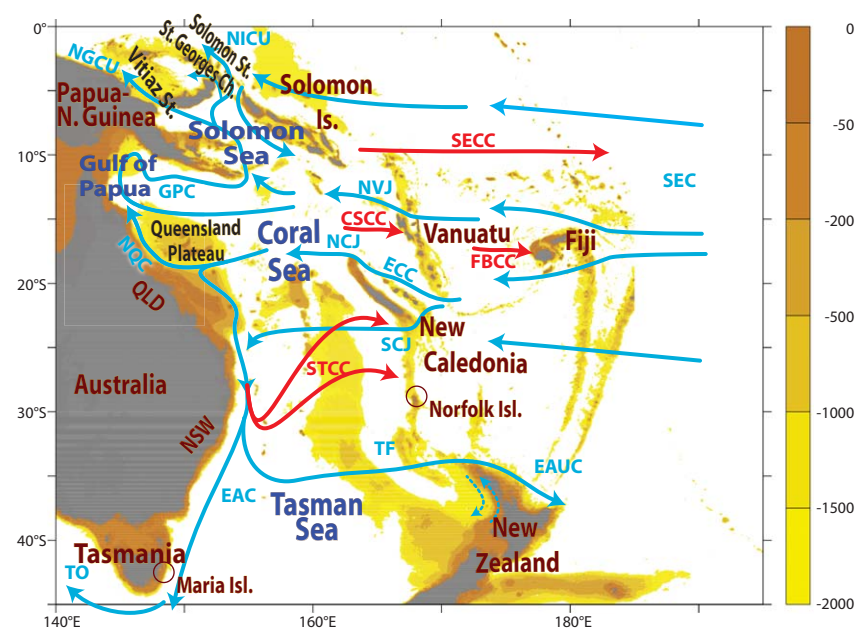 0°
10°S
20°S
30°S
40°S
140°E
160°E
180°E
0
-50
-200
-500
-1000
-1500
-2000
NGCU
Vitiaz St.
St. Georges Ch.
Solomon St.
NICU
Papua-
N. Guinea
Solomon
Is.
Solomon
Sea
SECC
SEC
Gulf of
Papua
GPC
NVJ
CSCC
Queensland
Plateau
Coral
Sea
NCJ
Vanuatu
Fiji
FBCC
NQC
QLD
ECC
New
Caledonia
SCJ
STCC
Australia
Norfolk Isl.
NSW
TF
EAUC
EAC
Tasman
Sea
New
Zealand
Tasmania
TO
Maria Isl.